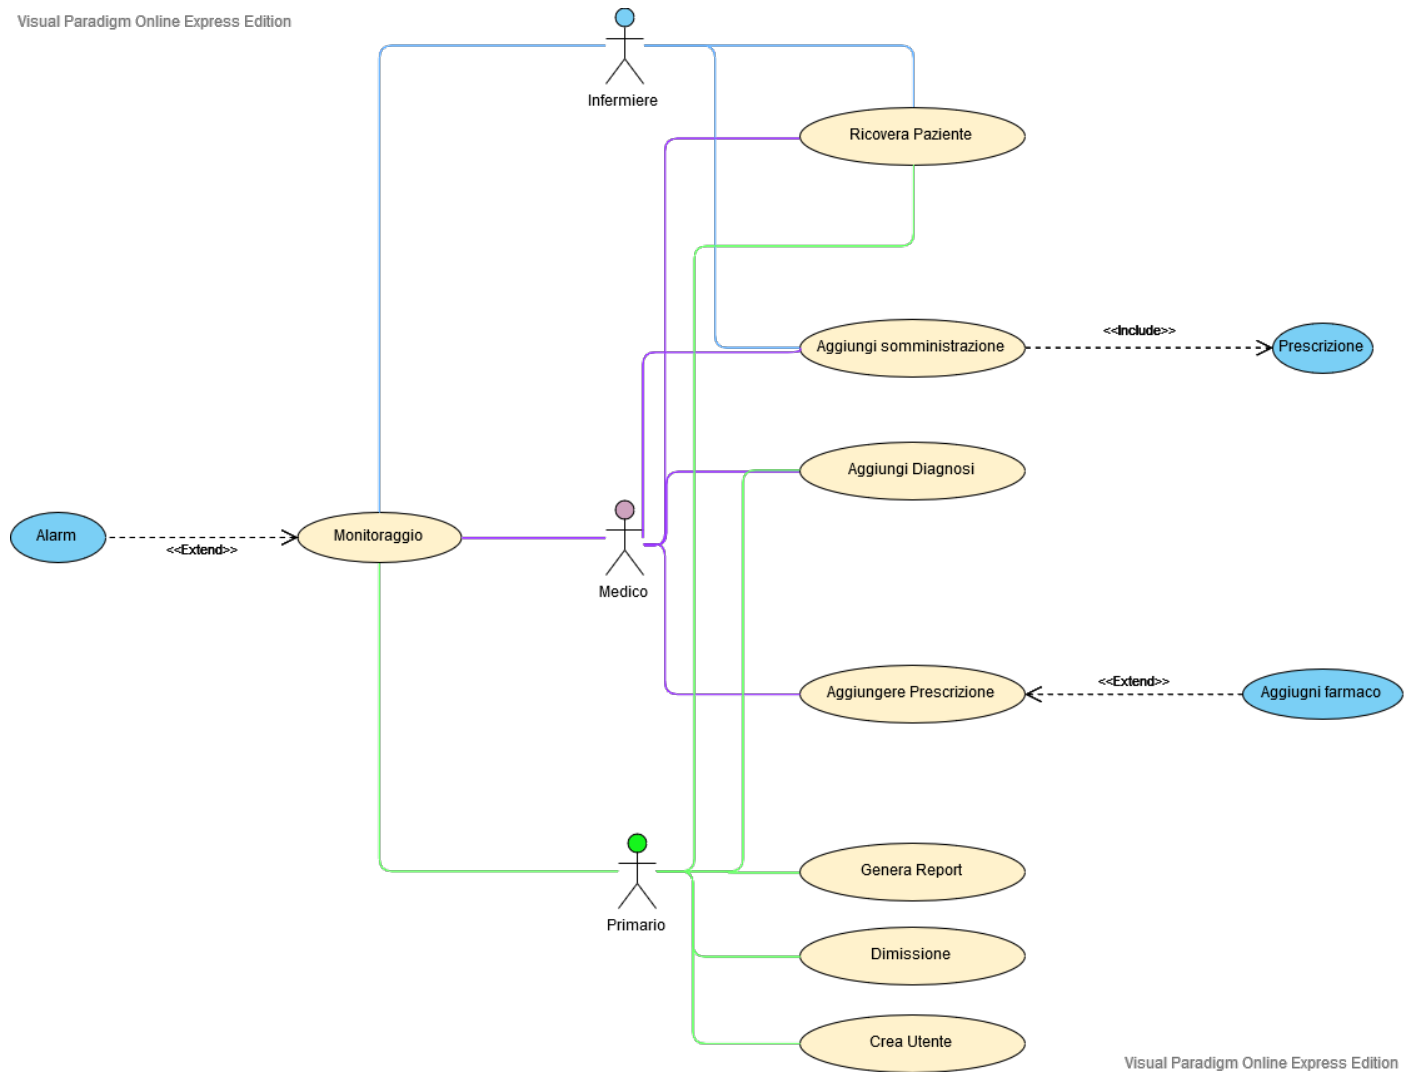 Visual Paradigm Online Express Edition
Infermiere
Ricovera Paziente
Aggiungi somministrazione
<<Include>>
Prescrizione
Aggiungi Diagnosi
Alarm
<<Extend>>
Monitoraggio
Medico
Aggiungere Prescrizione
<<Extend>>
Aggiugni farmaco
Primario
Genera Report
Dimissione
Crea Utente
Visual Paradigm Online Express Edition